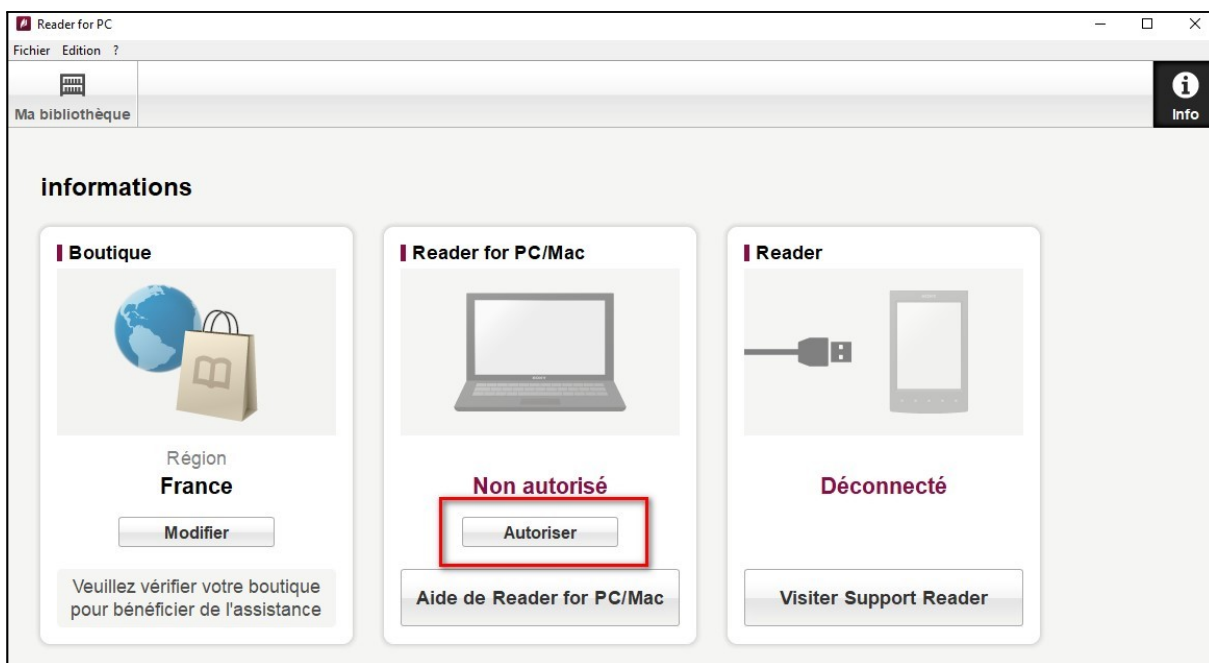 Reader for PC
Fichier Edition ?
Ma bibliothèque
Info
informations
Boutique
Région
France
Modifier
Veuillez vérifier votre boutique
pour bénéficier de l'assistance
Reader for PC/Mac
Non autorisé
Autoriser
Aide de Reader for PC/Mac
Reader
Déconnecté
Visiter Support Reader